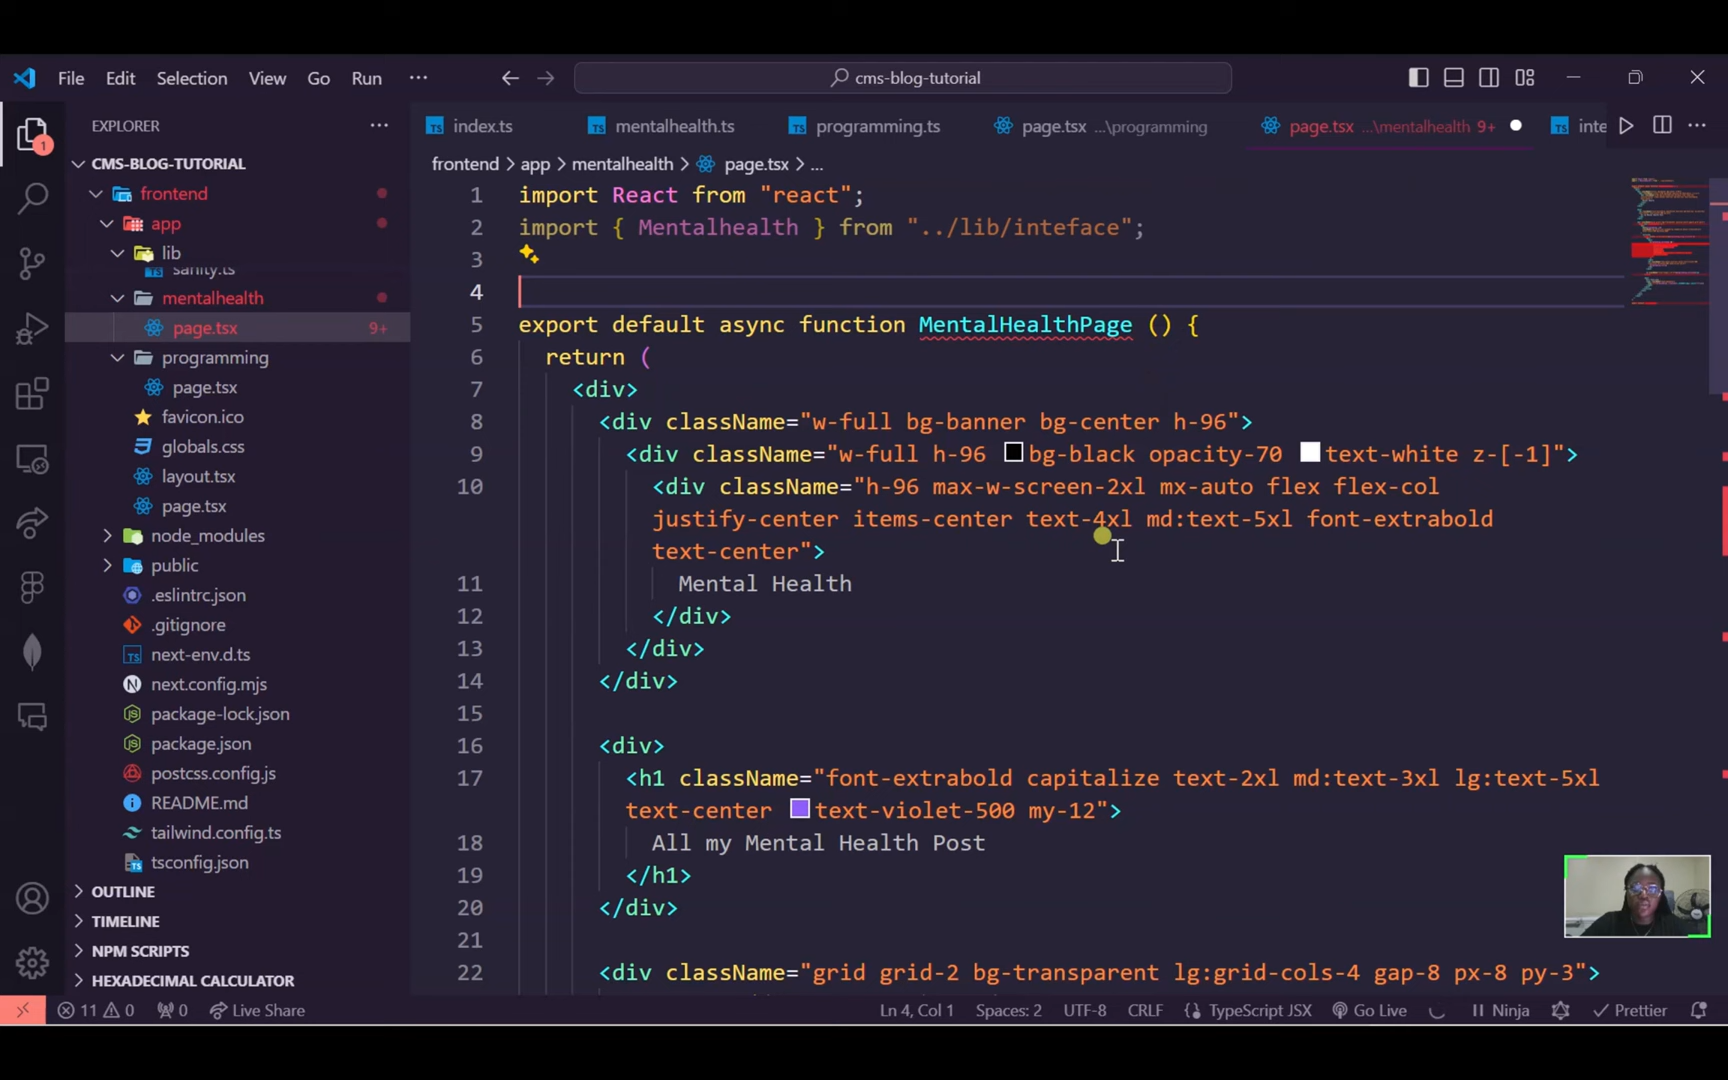 File Edit Selection View Go Run ··· cms-blog-tutorial
EXPLORER ···
CMS-BLOG-TUTORIAL
frontend
app
lib
sanity.ts
mentalhealth
page.tsx 9+
programming
page.tsx
favicon.ico
globals.css
layout.tsx
page.tsx
node_modules
public
.eslintrc.json
.gitignore
next-env.d.ts
next.config.mjs
package-lock.json
package.json
postcss.config.js
README.md
tailwind.config.ts
tsconfig.json
OUTLINE
TIMELINE
NPM SCRIPTS
HEXADECIMAL CALCULATOR
TS index.ts TS mentalhealth.ts TS programming.ts page.tsx ...\programming page.tsx ...\mentalhealth 9+ TS inte
frontend > app > mentalhealth > page.tsx > ...
1 import React from "react";
2 import { Mentalhealth } from "../lib/inteface";
3
4
5 export default async function MentalHealthPage () {
6 return (
7 <div>
8 <div className="w-full bg-banner bg-center h-96">
9 <div className="w-full h-96 bg-black opacity-70 text-white z-[-1]">
10 <div className="h-96 max-w-screen-2xl mx-auto flex flex-col
justify-center items-center text-4xl md:text-5xl font-extrabold
text-center">
11 Mental Health
12 </div>
13 </div>
14 </div>
15
16 <div>
17 <h1 className="font-extrabold capitalize text-2xl md:text-3xl lg:text-5xl
text-center text-violet-500 my-12">
18 All my Mental Health Post
19 </h1>
20 </div>
21
22 <div className="grid grid-2 bg-transparent lg:grid-cols-4 gap-8 px-8 py-3">
11 0 0 Live Share Ln 4, Col 1 Spaces: 2 UTF-8 CRLF TypeScript JSX Go Live Ninja Prettier